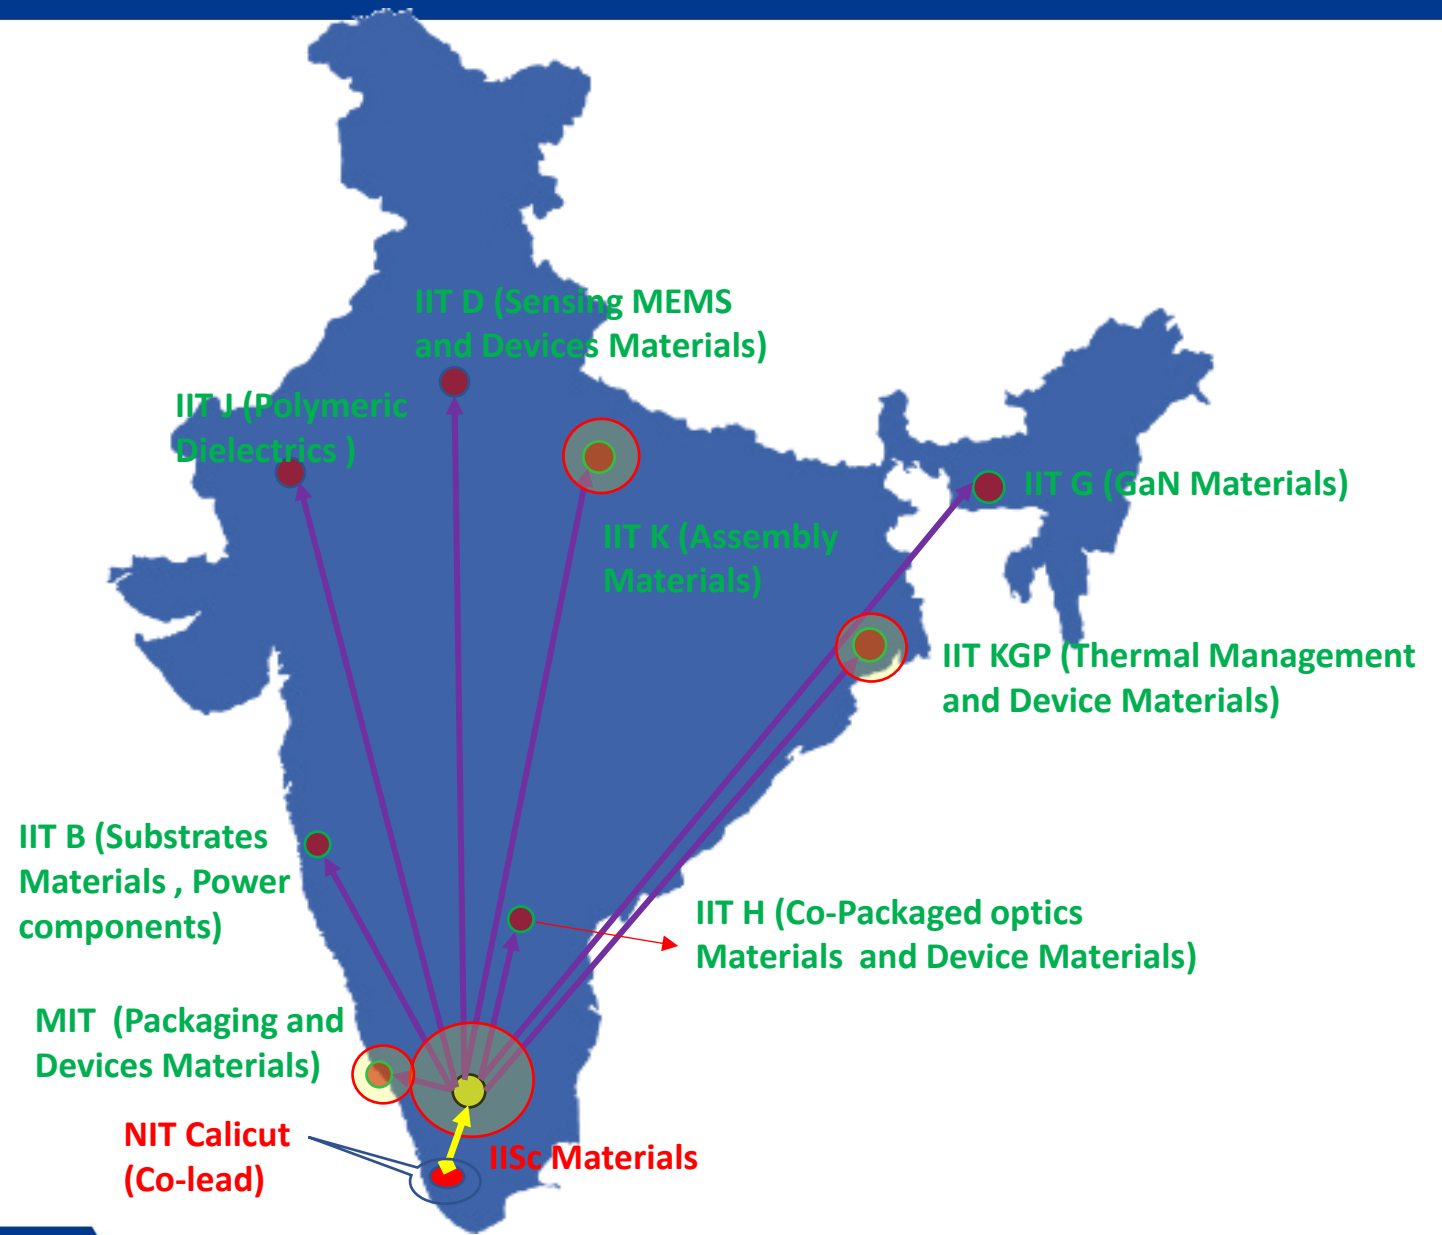 IIT D (Sensing MEMS
and Devices Materials)
IIT J (Polymeric
Dielectrics )
IIT G (GaN Materials)
IIT K (Assembly
Materials)
IIT KGP (Thermal Management
and Device Materials)
IIT B (Substrates
Materials , Power
components)
IIT H (Co-Packaged optics
Materials and Device Materials)
MIT (Packaging and
Devices Materials)
NIT Calicut
(Co-lead)
IISc Materials